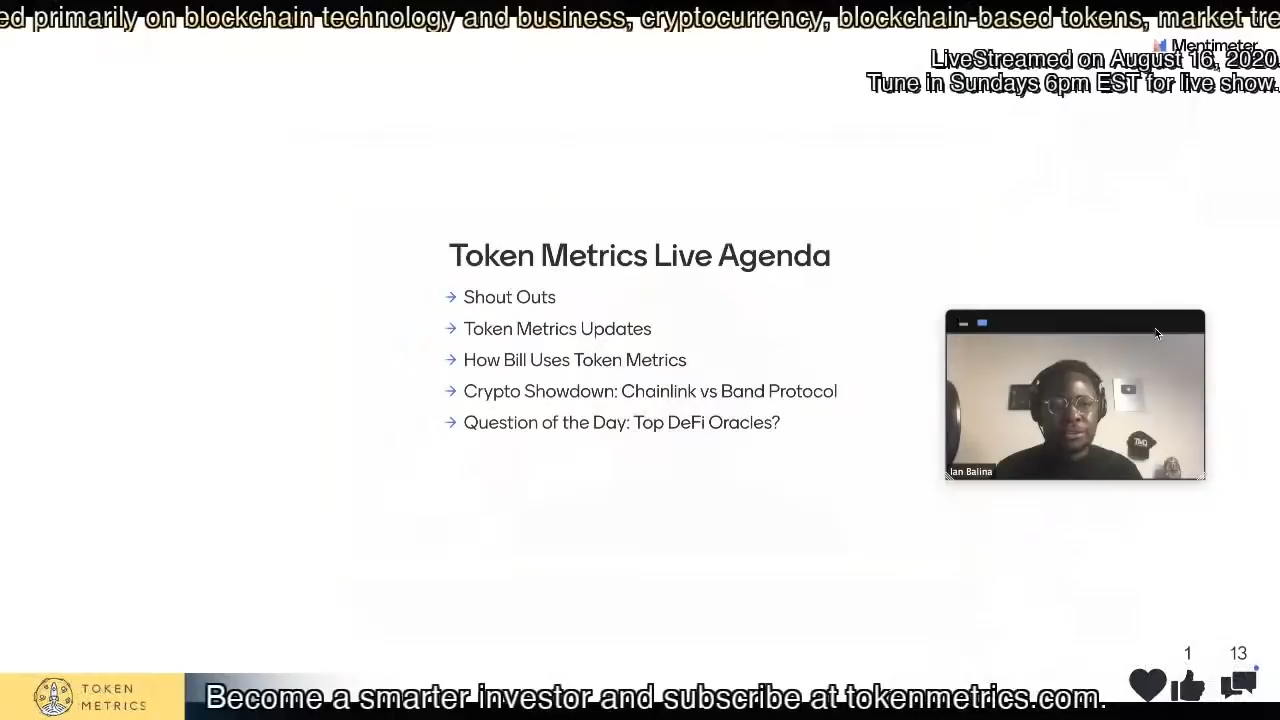 ed primarily on blockchain technology and business, cryptocurrency, blockchain-based tokens, market tre
Mentimeter
LiveStreamed on August 16, 2020.
Tune in Sundays 6pm EST for live show.
Token Metrics Live Agenda
→ Shout Outs
→ Token Metrics Updates
→ How Bill Uses Token Metrics
→ Crypto Showdown: Chainlink vs Band Protocol
→ Question of the Day: Top DeFi Oracles?
TMQ
Ian Balina
1
13
TOKEN
METRICS
Become a smarter investor and subscribe at tokenmetrics.com.